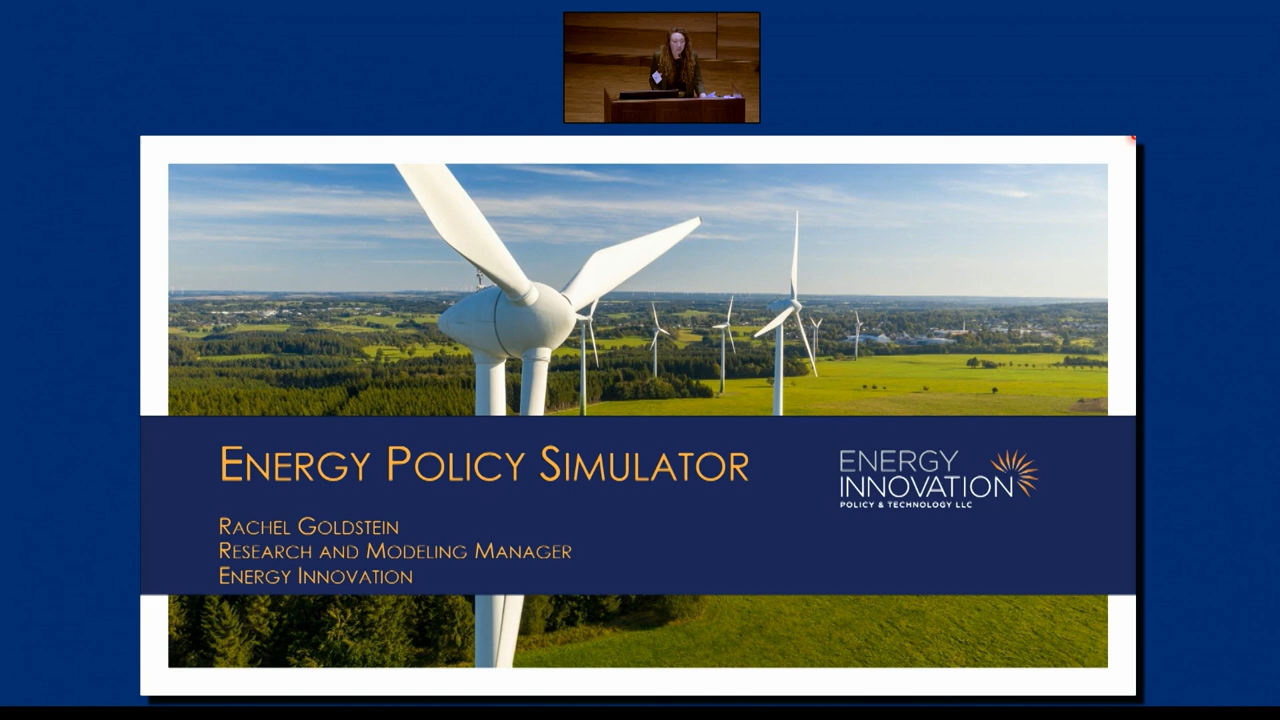 ENERGY POLICY SIMULATOR
RACHEL GOLDSTEIN
RESEARCH AND MODELING MANAGER
ENERGY INNOVATION
ENERGY
INNOVATION
POLICY & TECHNOLOGY LLC